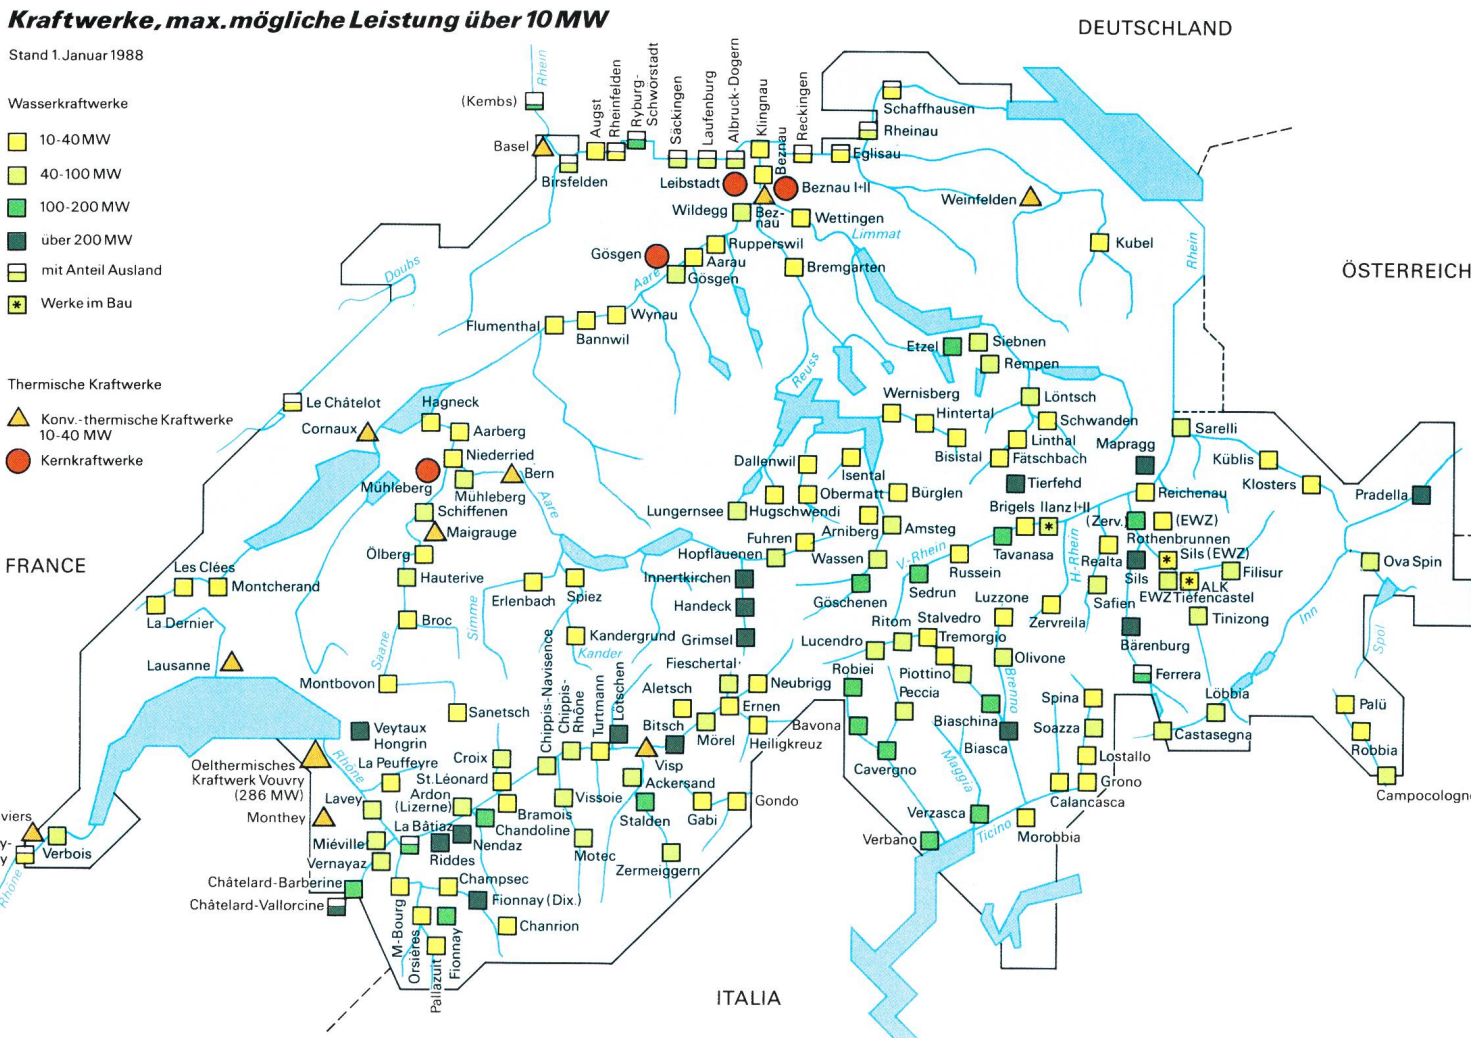 Kraftwerke, max. mögliche Leistung über 10 MW
Stand 1. Januar 1988
Wasserkraftwerke
10-40 MW
40-100 MW
100-200 MW
über 200 MW
mit Anteil Ausland
Werke im Bau
Thermische Kraftwerke
Konv.-thermische Kraftwerke
10-40 MW
Kernkraftwerke
DEUTSCHLAND
ÖSTERREICH
FRANCE
ITALIA
Rhein
(Kembs)
Basel
Birsfelden
Augst
Rheinfelden
Ryburg-
Schwörstadt
Säckingen
Laufenburg
Albruck-Dogern
Klingnau
Beznau
Reckingen
Schaffhausen
Rheinau
Eglisau
Leibstadt
Beznau I+II
Weinfelden
Wildegg
Bez-
nau
Wettingen
Limmat
Kubel
Rhein
Gösgen
Rupperswil
Aarau
Gösgen
Bremgarten
Aare
Doubs
Flumenthal
Bannwil
Wynau
Etzel
Siebnen
Rempen
Reuss
Le Châtelot
Hagneck
Cornaux
Aarberg
Niederried
Bern
Mühleberg
Mühleberg
Schiffenen
Maigrauge
Ölberg
Hauterive
Broc
Aare
Wernisberg
Hintertal
Bisistal
Löntsch
Schwanden
Linthal
Fätschbach
Tierfehd
Mapragg
Sarelli
Küblis
Klosters
Pradella
Dallenwil
Isental
Obermatt
Bürglen
Lungernsee
Hugschwendi
Arniberg
Amsteg
Brigels
Ilanz I+II
Reichenau
(Zerv.)
(EWZ)
Rothenbrunnen
Hopflauenen
Fuhren
Wassen
V.-Rhein
Tavanasa
H.-Rhein
Realta
Sils (EWZ)
Ova Spin
Les Clées
Montcherand
La Dernier
Erlenbach
Spiez
Innertkirchen
Handeck
Grimsel
Göschenen
Sedrun
Russein
Safien
Sils
EWZ
Tiefencastel
ALK
Filisur
Tinizong
Simme
Saane
Kandergrund
Kander
Lausanne
Montbovon
Sanetsch
Luzzone
Zervreila
Ritom
Stalvedro
Tremorgio
Lucendro
Olivone
Bärenburg
Ferrera
Inn
Spöl
Fieschertal
Robiei
Piottino
Peccia
Brenno
Spina
Löbbia
Palü
Aletsch
Neubrigg
Ernen
Mörel
Heiligkreuz
Bavona
Biaschina
Biasca
Soazza
Castasegna
Robbia
Veytaux
Hongrin
Chippis-Navisence
Chippis-
Rhône
Turtmann
Lötschen
Bitsch
Visp
Oelthermisches
Kraftwerk Vouvry
(286 MW)
Rhône
La Peuffeyre
Croix
St.Léonard
Ackersand
Cavergno
Maggia
Lostallo
Grono
Calancasca
Campocologno
Monthey
Lavey
Ardon
(Lizerne)
Bramois
Vissoie
Stalden
Gabi
Gondo
Verzasca
Verbano
Ticino
Morobbia
viers
y-
y
Verbois
Rhône
Miéville
La Bâtiaz
Chandoline
Nendaz
Riddes
Vernayaz
Motec
Zermeiggern
Châtelard-Barberine
Châtelard-Vallorcine
Champsec
Fionnay (Dix.)
Chanrion
M-Bourg
Orsières
Pallazuit
Fionnay